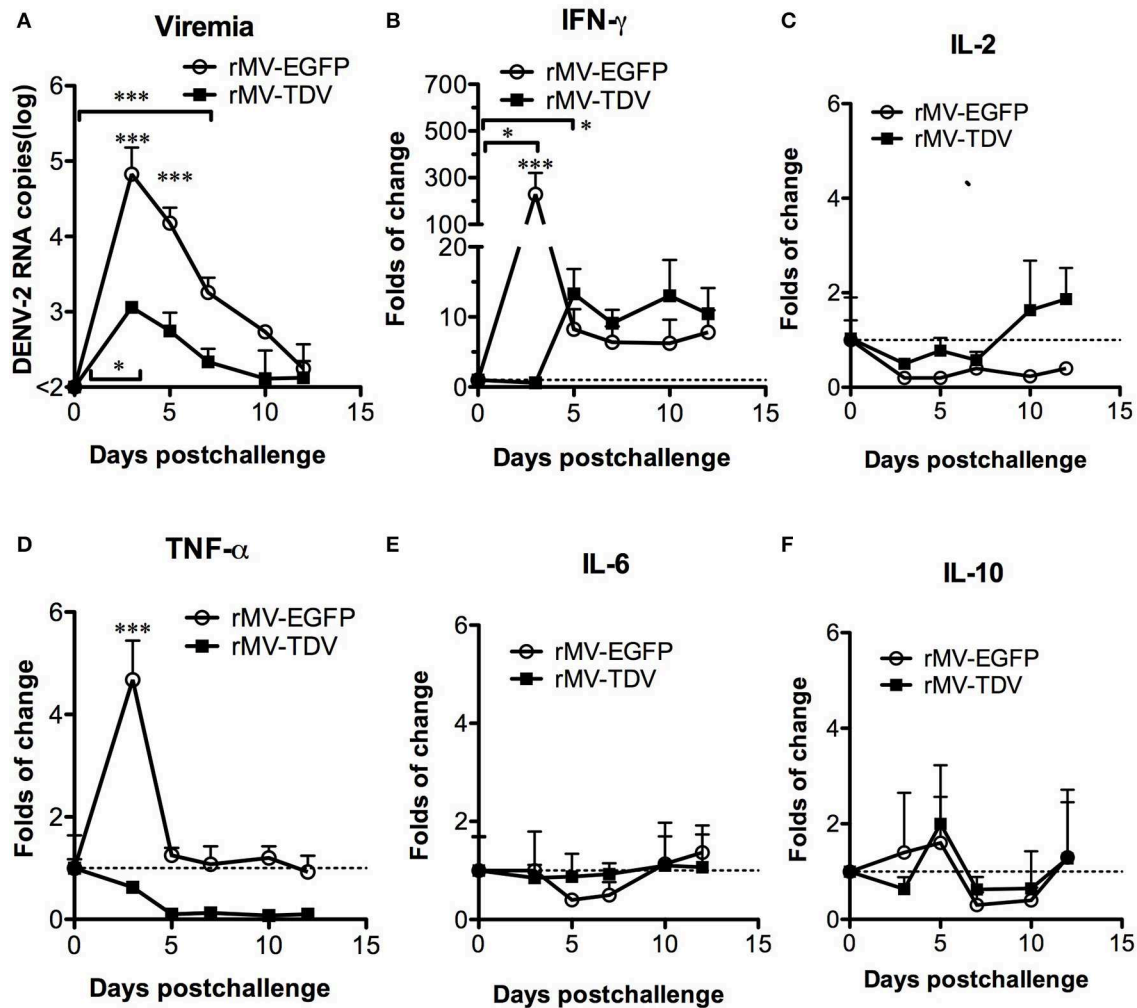 A
Viremia
rMV-EGFP
rMV-TDV
***
***
***
*
DENV-2 RNA copies(log)
6
5
4
3
<2
0
5
10
15
Days postchallenge
B
IFN-γ
rMV-EGFP
rMV-TDV
*
*
***
Folds of change
700
500
300
100
20
10
0
0
5
10
15
Days postchallenge
C
IL-2
rMV-EGFP
rMV-TDV
Folds of change
6
4
2
0
0
5
10
15
Days postchallenge
D
TNF-α
rMV-EGFP
rMV-TDV
***
Folds of change
6
4
2
0
0
5
10
15
Days postchallenge
E
IL-6
rMV-EGFP
rMV-TDV
Folds of change
6
4
2
0
0
5
10
15
Days postchallenge
F
IL-10
rMV-EGFP
rMV-TDV
Folds of change
6
4
2
0
0
5
10
15
Days postchallenge